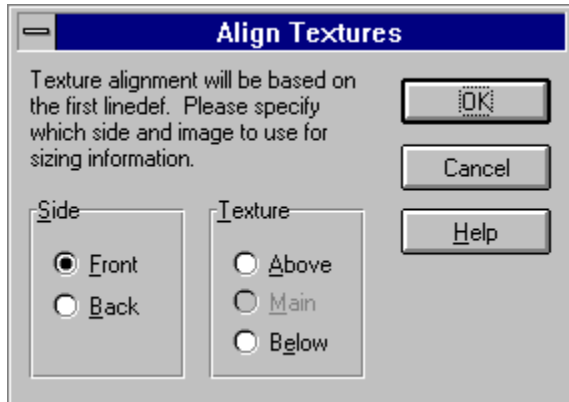 Align Textures
Texture alignment will be based on
the first linedef.  Please specify
which side and image to use for
sizing information.
OK
Cancel
Help
Side
Front
Back
Texture
Above
Main
Below